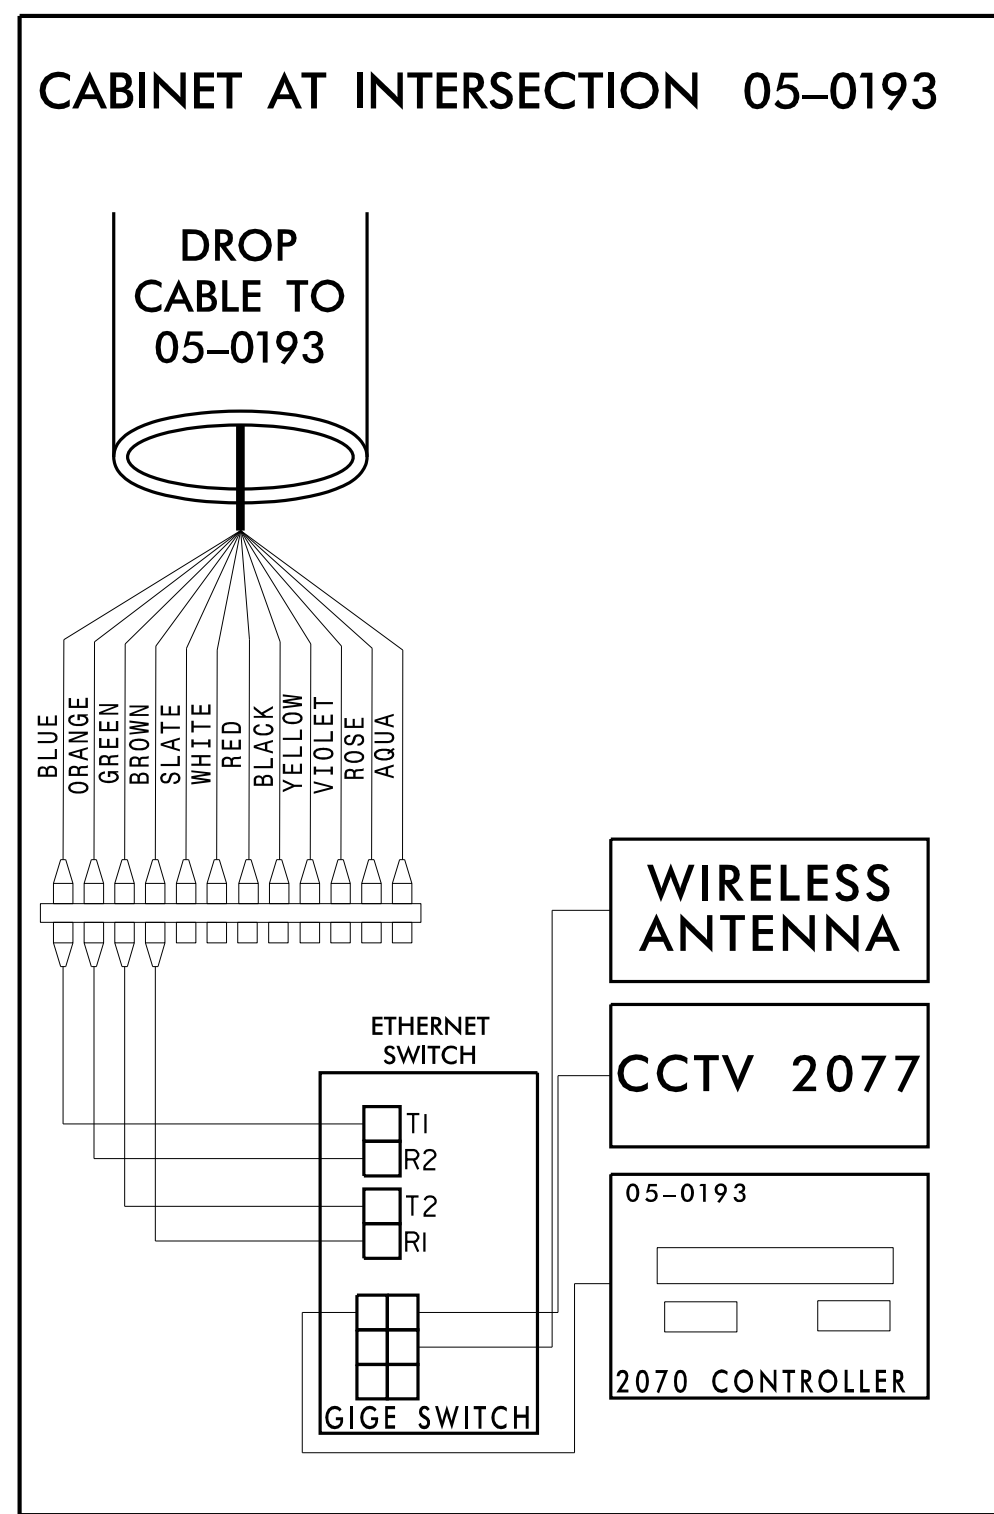 CABINET AT INTERSECTION 05–0193
DROP
CABLE TO
05–0193
BLUE
ORANGE
GREEN
BROWN
SLATE
WHITE
RED
BLACK
YELLOW
VIOLET
ROSE
AQUA
WIRELESS
ANTENNA
ETHERNET
SWITCH
CCTV 2077
T1
R2
T2
R1
05–0193
2070 CONTROLLER
GIGE SWITCH